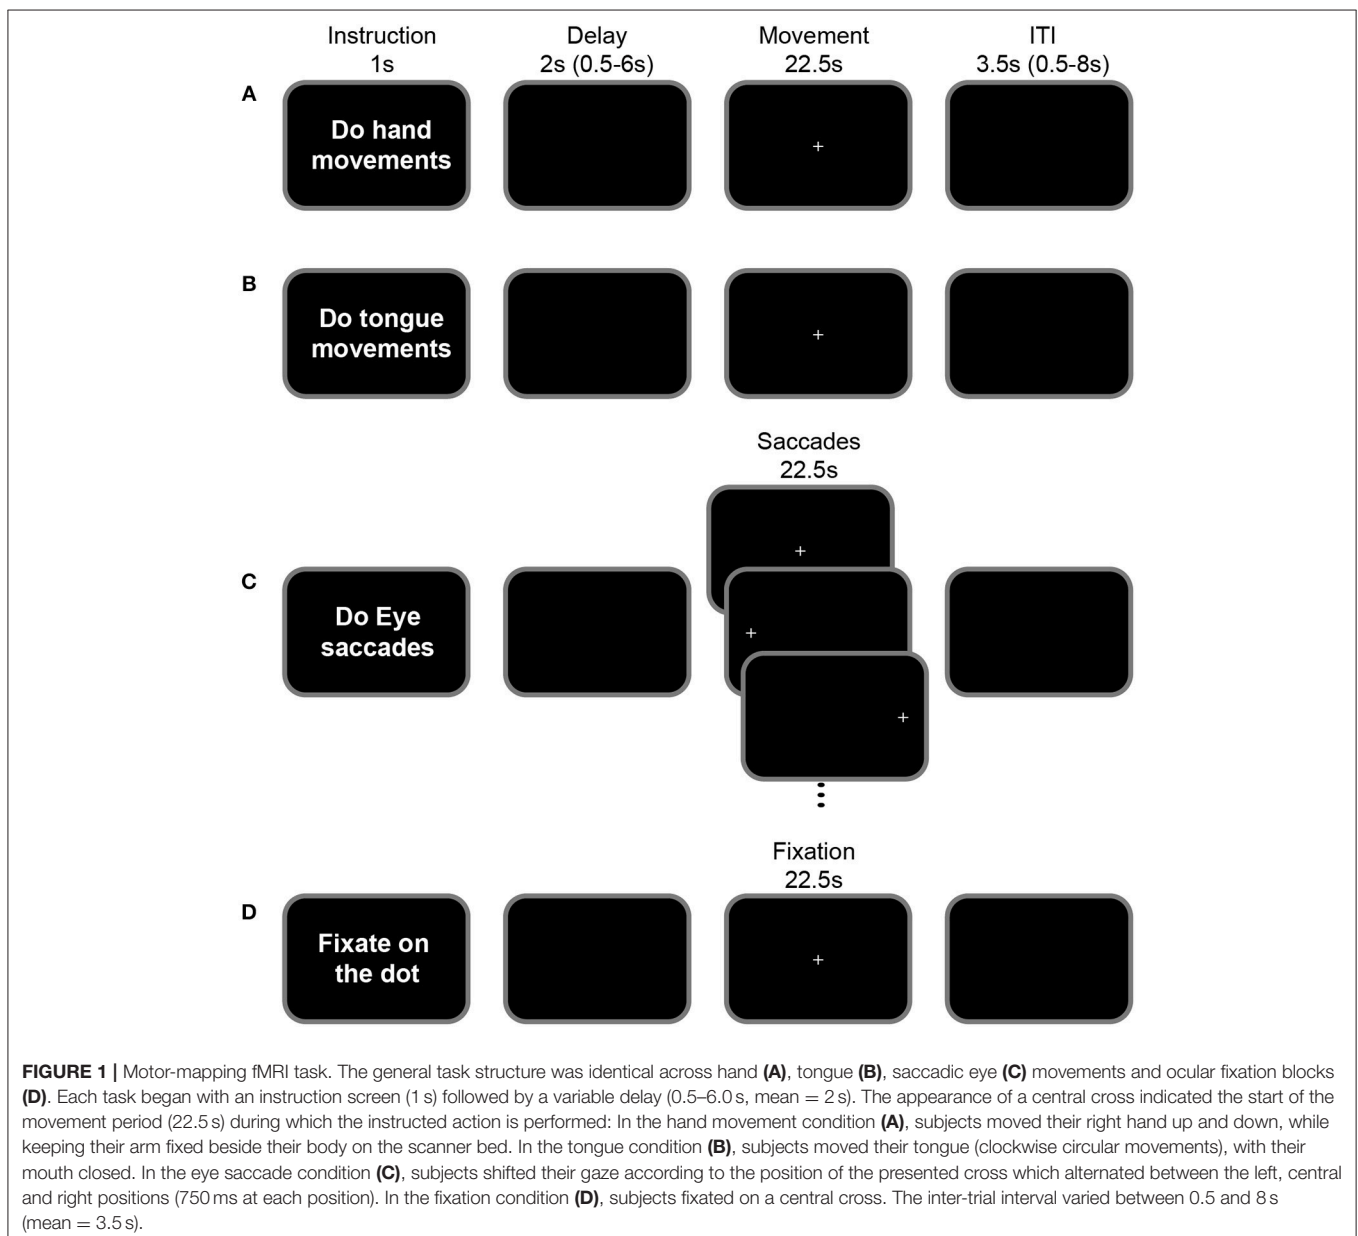 Instruction Delay Movement ITI
1s 2s (0.5-6s) 22.5s 3.5s (0.5-8s)
A
Do hand
movements
B
Do tongue
movements
Saccades
22.5s
C
Do Eye
saccades
Fixation
22.5s
D
Fixate on
the dot
FIGURE 1 | Motor-mapping fMRI task. The general task structure was identical across hand (A), tongue (B), saccadic eye (C) movements and ocular fixation blocks
(D). Each task began with an instruction screen (1 s) followed by a variable delay (0.5–6.0 s, mean = 2 s). The appearance of a central cross indicated the start of the
movement period (22.5 s) during which the instructed action is performed: In the hand movement condition (A), subjects moved their right hand up and down, while
keeping their arm fixed beside their body on the scanner bed. In the tongue condition (B), subjects moved their tongue (clockwise circular movements), with their
mouth closed. In the eye saccade condition (C), subjects shifted their gaze according to the position of the presented cross which alternated between the left, central
and right positions (750 ms at each position). In the fixation condition (D), subjects fixated on a central cross. The inter-trial interval varied between 0.5 and 8 s
(mean = 3.5 s).